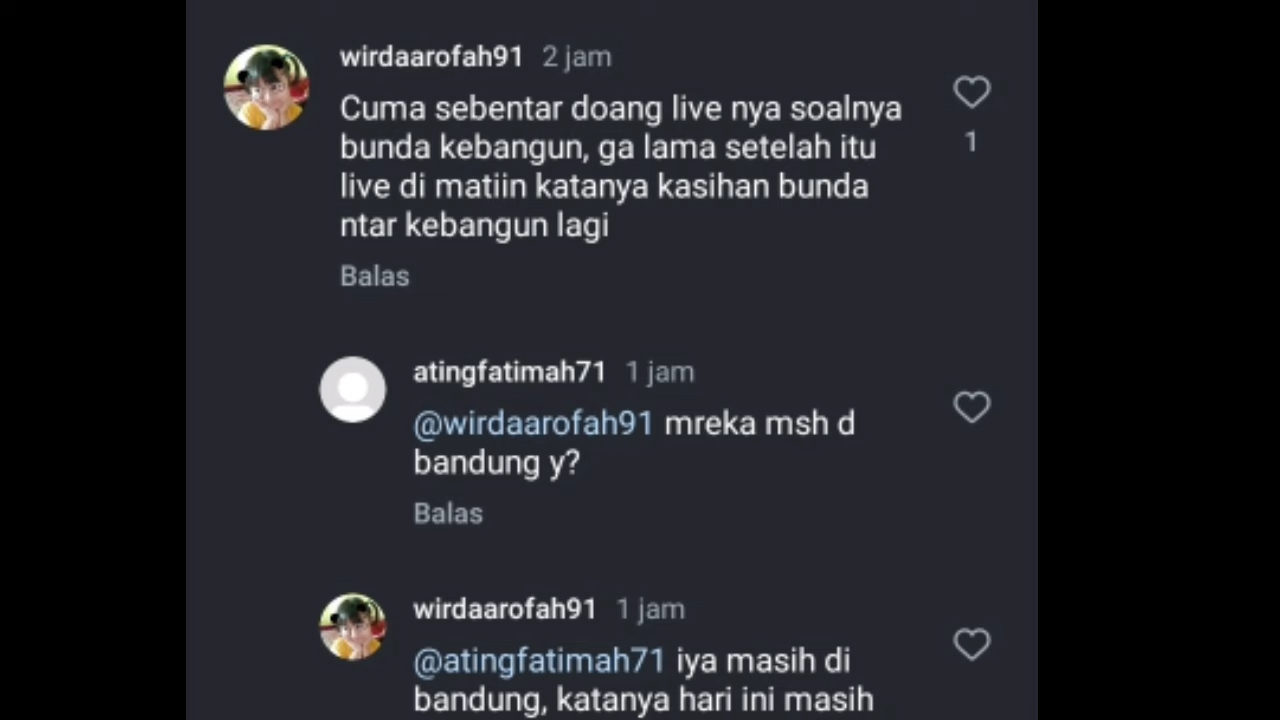 wirdaarofah91 2 jam
Cuma sebentar doang live nya soalnya
bunda kebangun, ga lama setelah itu
live di matiin katanya kasihan bunda
ntar kebangun lagi
1
Balas
atingfatimah71 1 jam
@wirdaarofah91 mreka msh d
bandung y?
Balas
wirdaarofah91 1 jam
@atingfatimah71 iya masih di
bandung, katanya hari ini masih